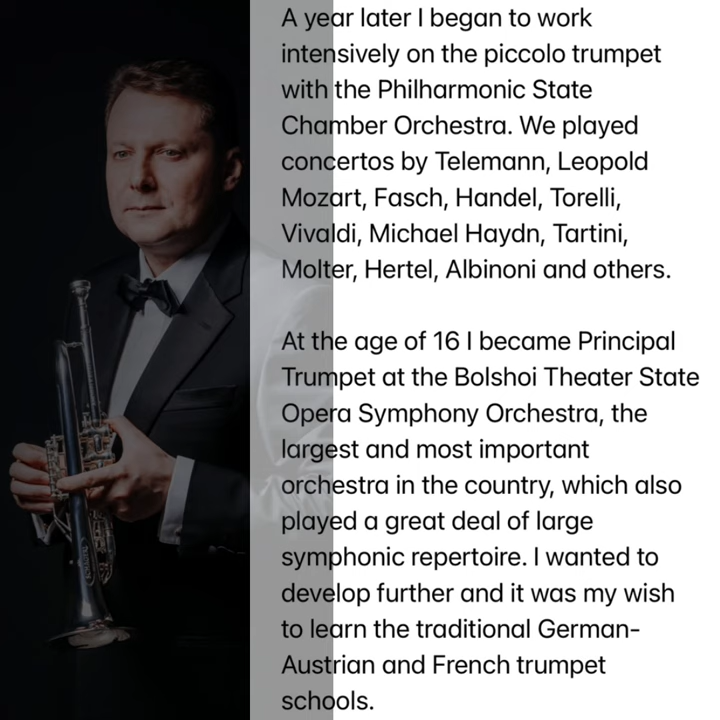 A year later I began to work
intensively on the piccolo trumpet
with the Philharmonic State
Chamber Orchestra. We played
concertos by Telemann, Leopold
Mozart, Fasch, Handel, Torelli,
Vivaldi, Michael Haydn, Tartini,
Molter, Hertel, Albinoni and others.
At the age of 16 I became Principal
Trumpet at the Bolshoi Theater State
Opera Symphony Orchestra, the
largest and most important
orchestra in the country, which also
played a great deal of large
symphonic repertoire. I wanted to
develop further and it was my wish
to learn the traditional German-
Austrian and French trumpet
schools.